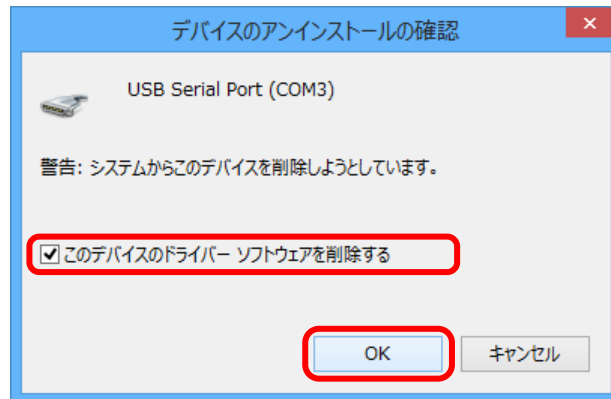 デバイスのアンインストールの確認
USB Serial Port (COM3)
警告: システムからこのデバイスを削除しようとしています。
このデバイスのドライバー ソフトウェアを削除する
OK
キャンセル